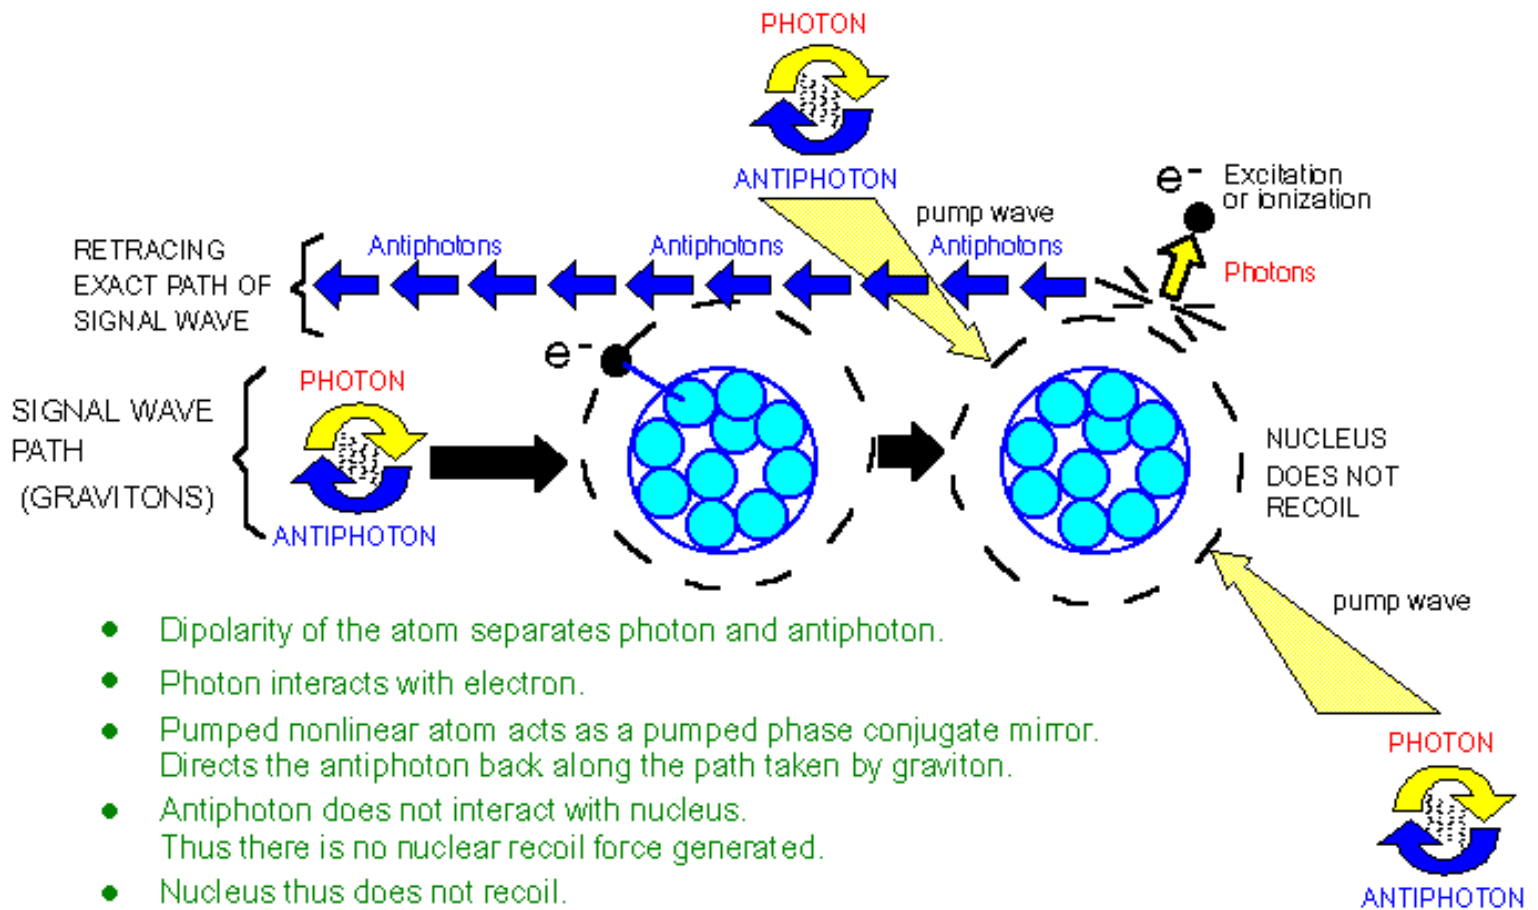 PHOTON
ANTIPHOTON
pump wave
e-
Excitation
or ionization
Photons
RETRACING
EXACT PATH OF
SIGNAL WAVE
Antiphotons
Antiphotons
Antiphotons
e-
SIGNAL WAVE
PATH
(GRAVITONS)
PHOTON
ANTIPHOTON
NUCLEUS
DOES NOT
RECOIL
pump wave
PHOTON
ANTIPHOTON
• Dipolarity of the atom separates photon and antiphoton.
• Photon interacts with electron.
• Pumped nonlinear atom acts as a pumped phase conjugate mirror.
Directs the antiphoton back along the path taken by graviton.
• Antiphoton does not interact with nucleus.
Thus there is no nuclear recoil force generated.
• Nucleus thus does not recoil.